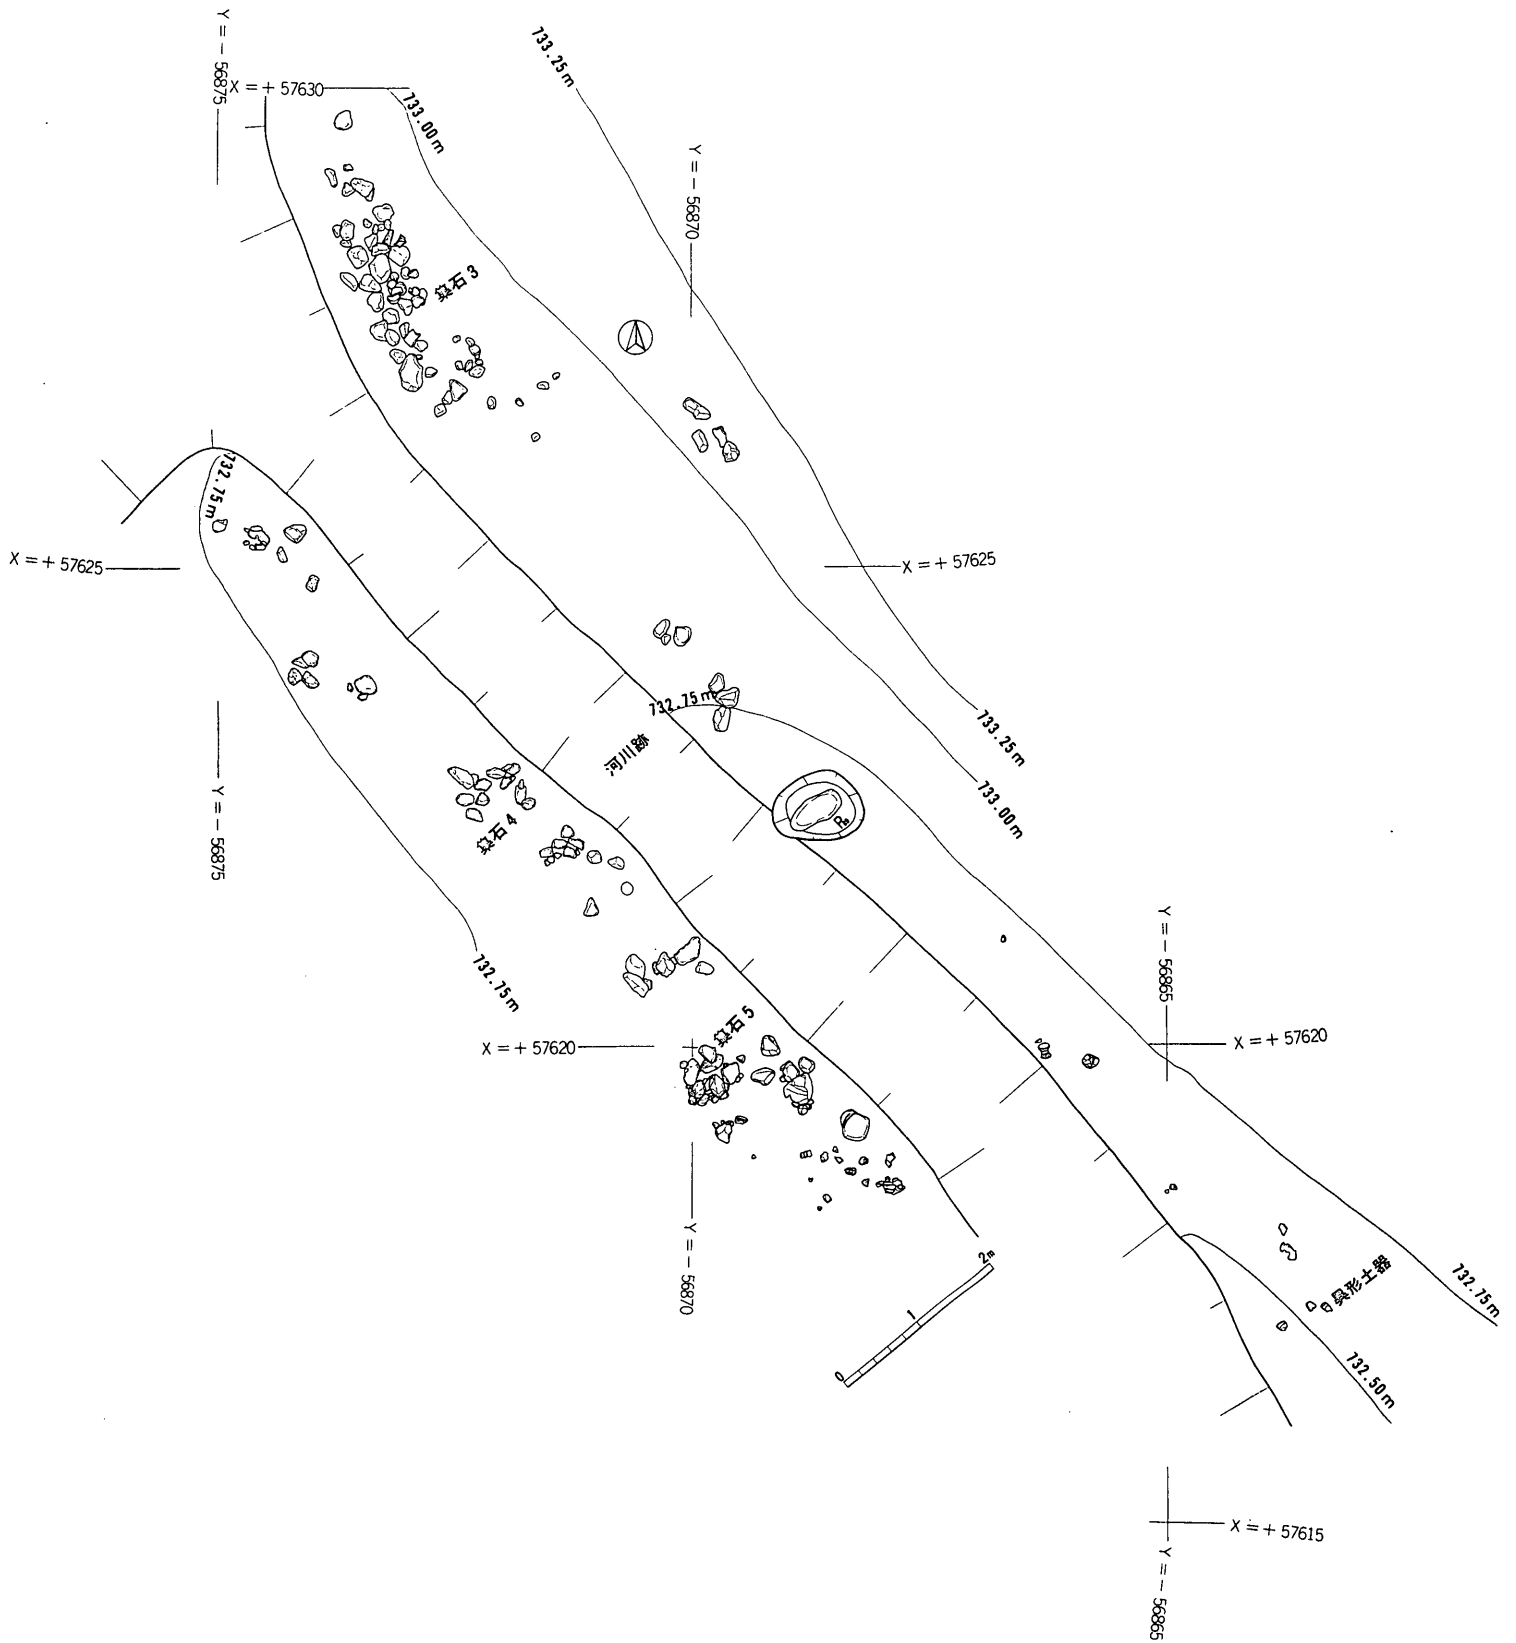 Y = − 56875
X = + 57630
733.00m
733.25m
Y = − 56870
集石 3
732.75m
X = + 57625
X = + 57625
732.75m
733.25m
河川跡
733.00m
Y = − 56875
集石 4
P₁
732.75m
Y = − 56865
集石 5
X = + 57620
X = + 57620
Y = − 56870
2m
1
0
異形土器
732.75m
732.50m
X = + 57615
Y = − 56865